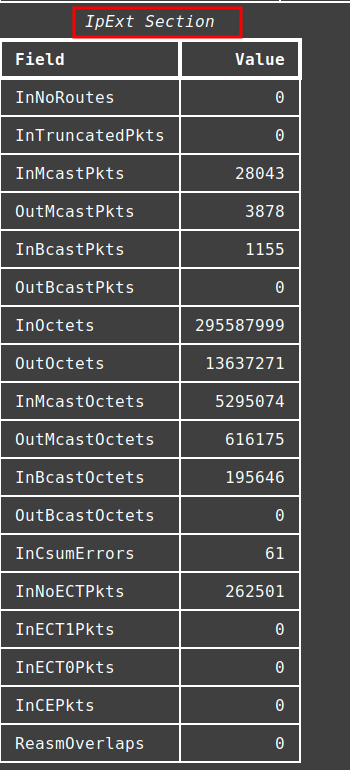 IpExt Section
Field Value
InNoRoutes 0
InTruncatedPkts 0
InMcastPkts 28043
OutMcastPkts 3878
InBcastPkts 1155
OutBcastPkts 0
InOctets 295587999
OutOctets 13637271
InMcastOctets 5295074
OutMcastOctets 616175
InBcastOctets 195646
OutBcastOctets 0
InCsumErrors 61
InNoECTPkts 262501
InECT1Pkts 0
InECT0Pkts 0
InCEPkts 0
ReasmOverlaps 0